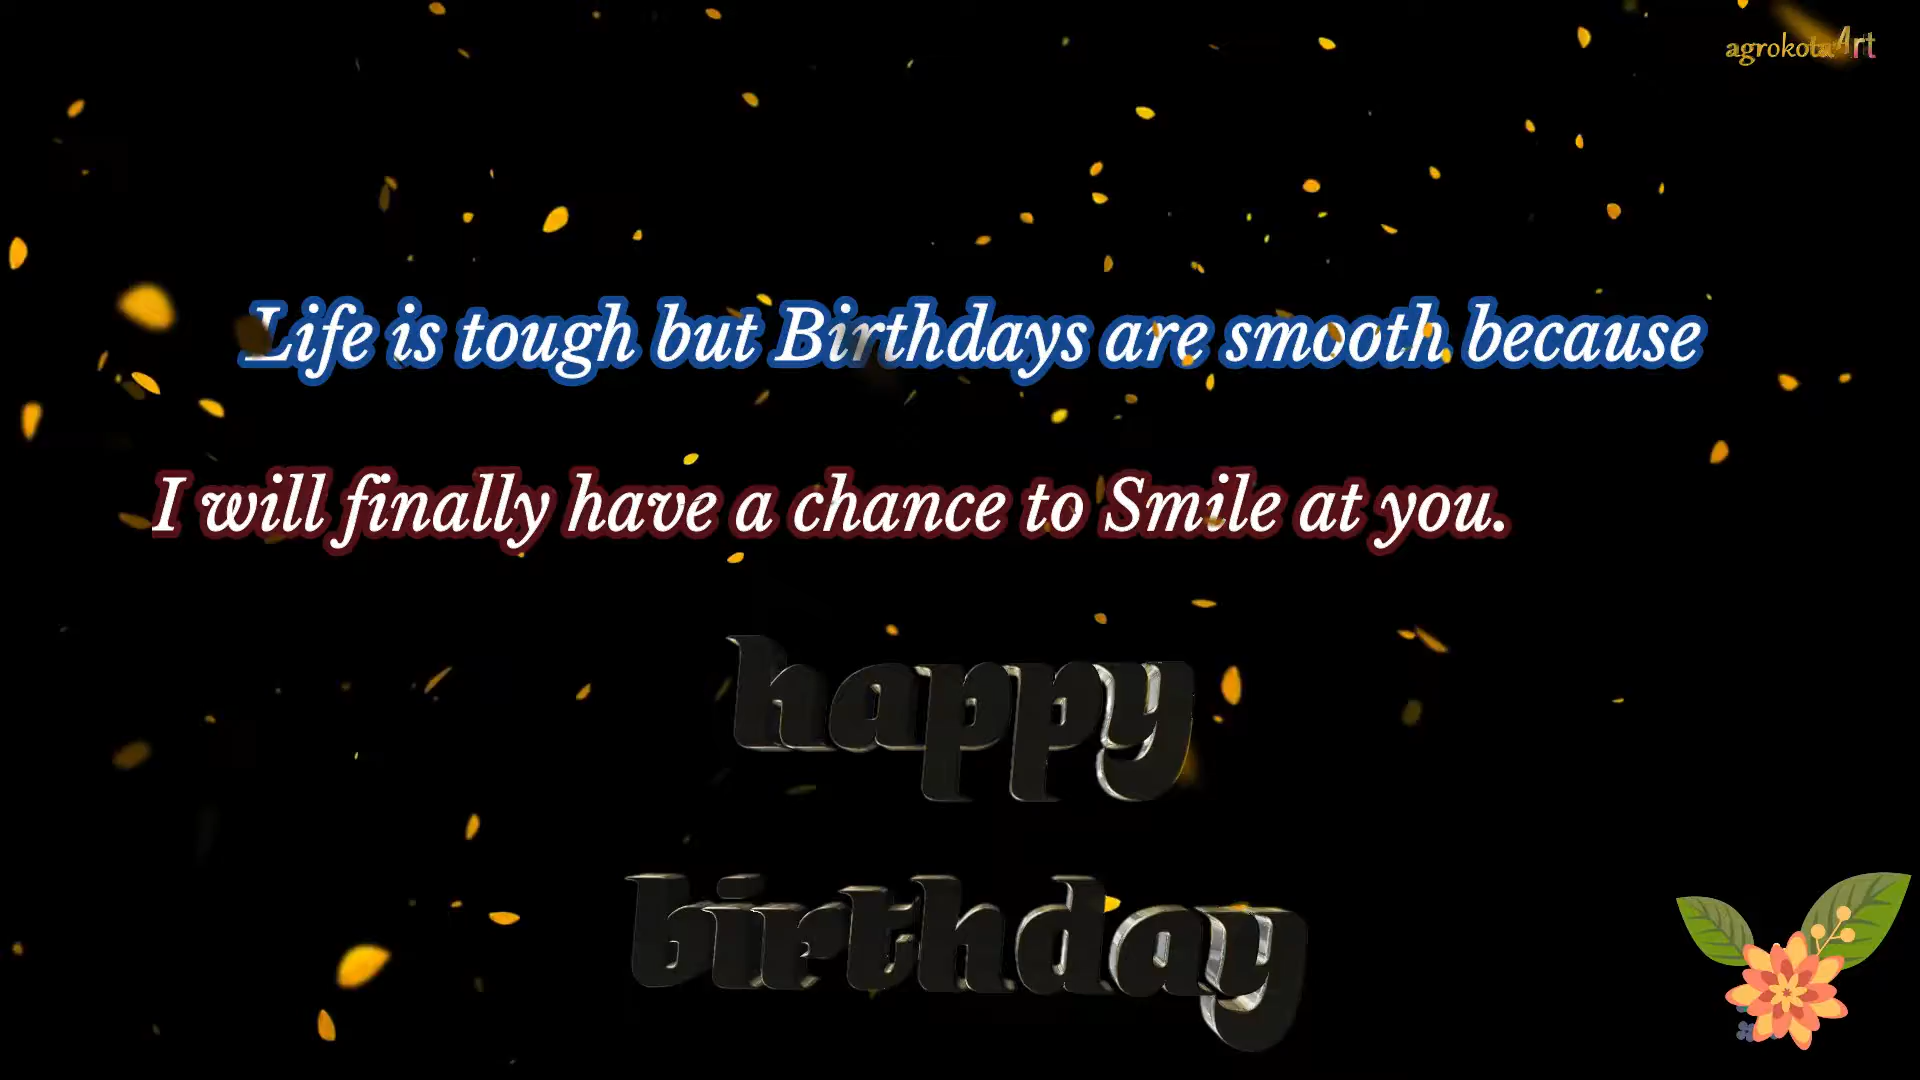 agrokotaArt
Life is tough but Birthdays are smooth because
I will finally have a chance to Smile at you.
happy
birthday